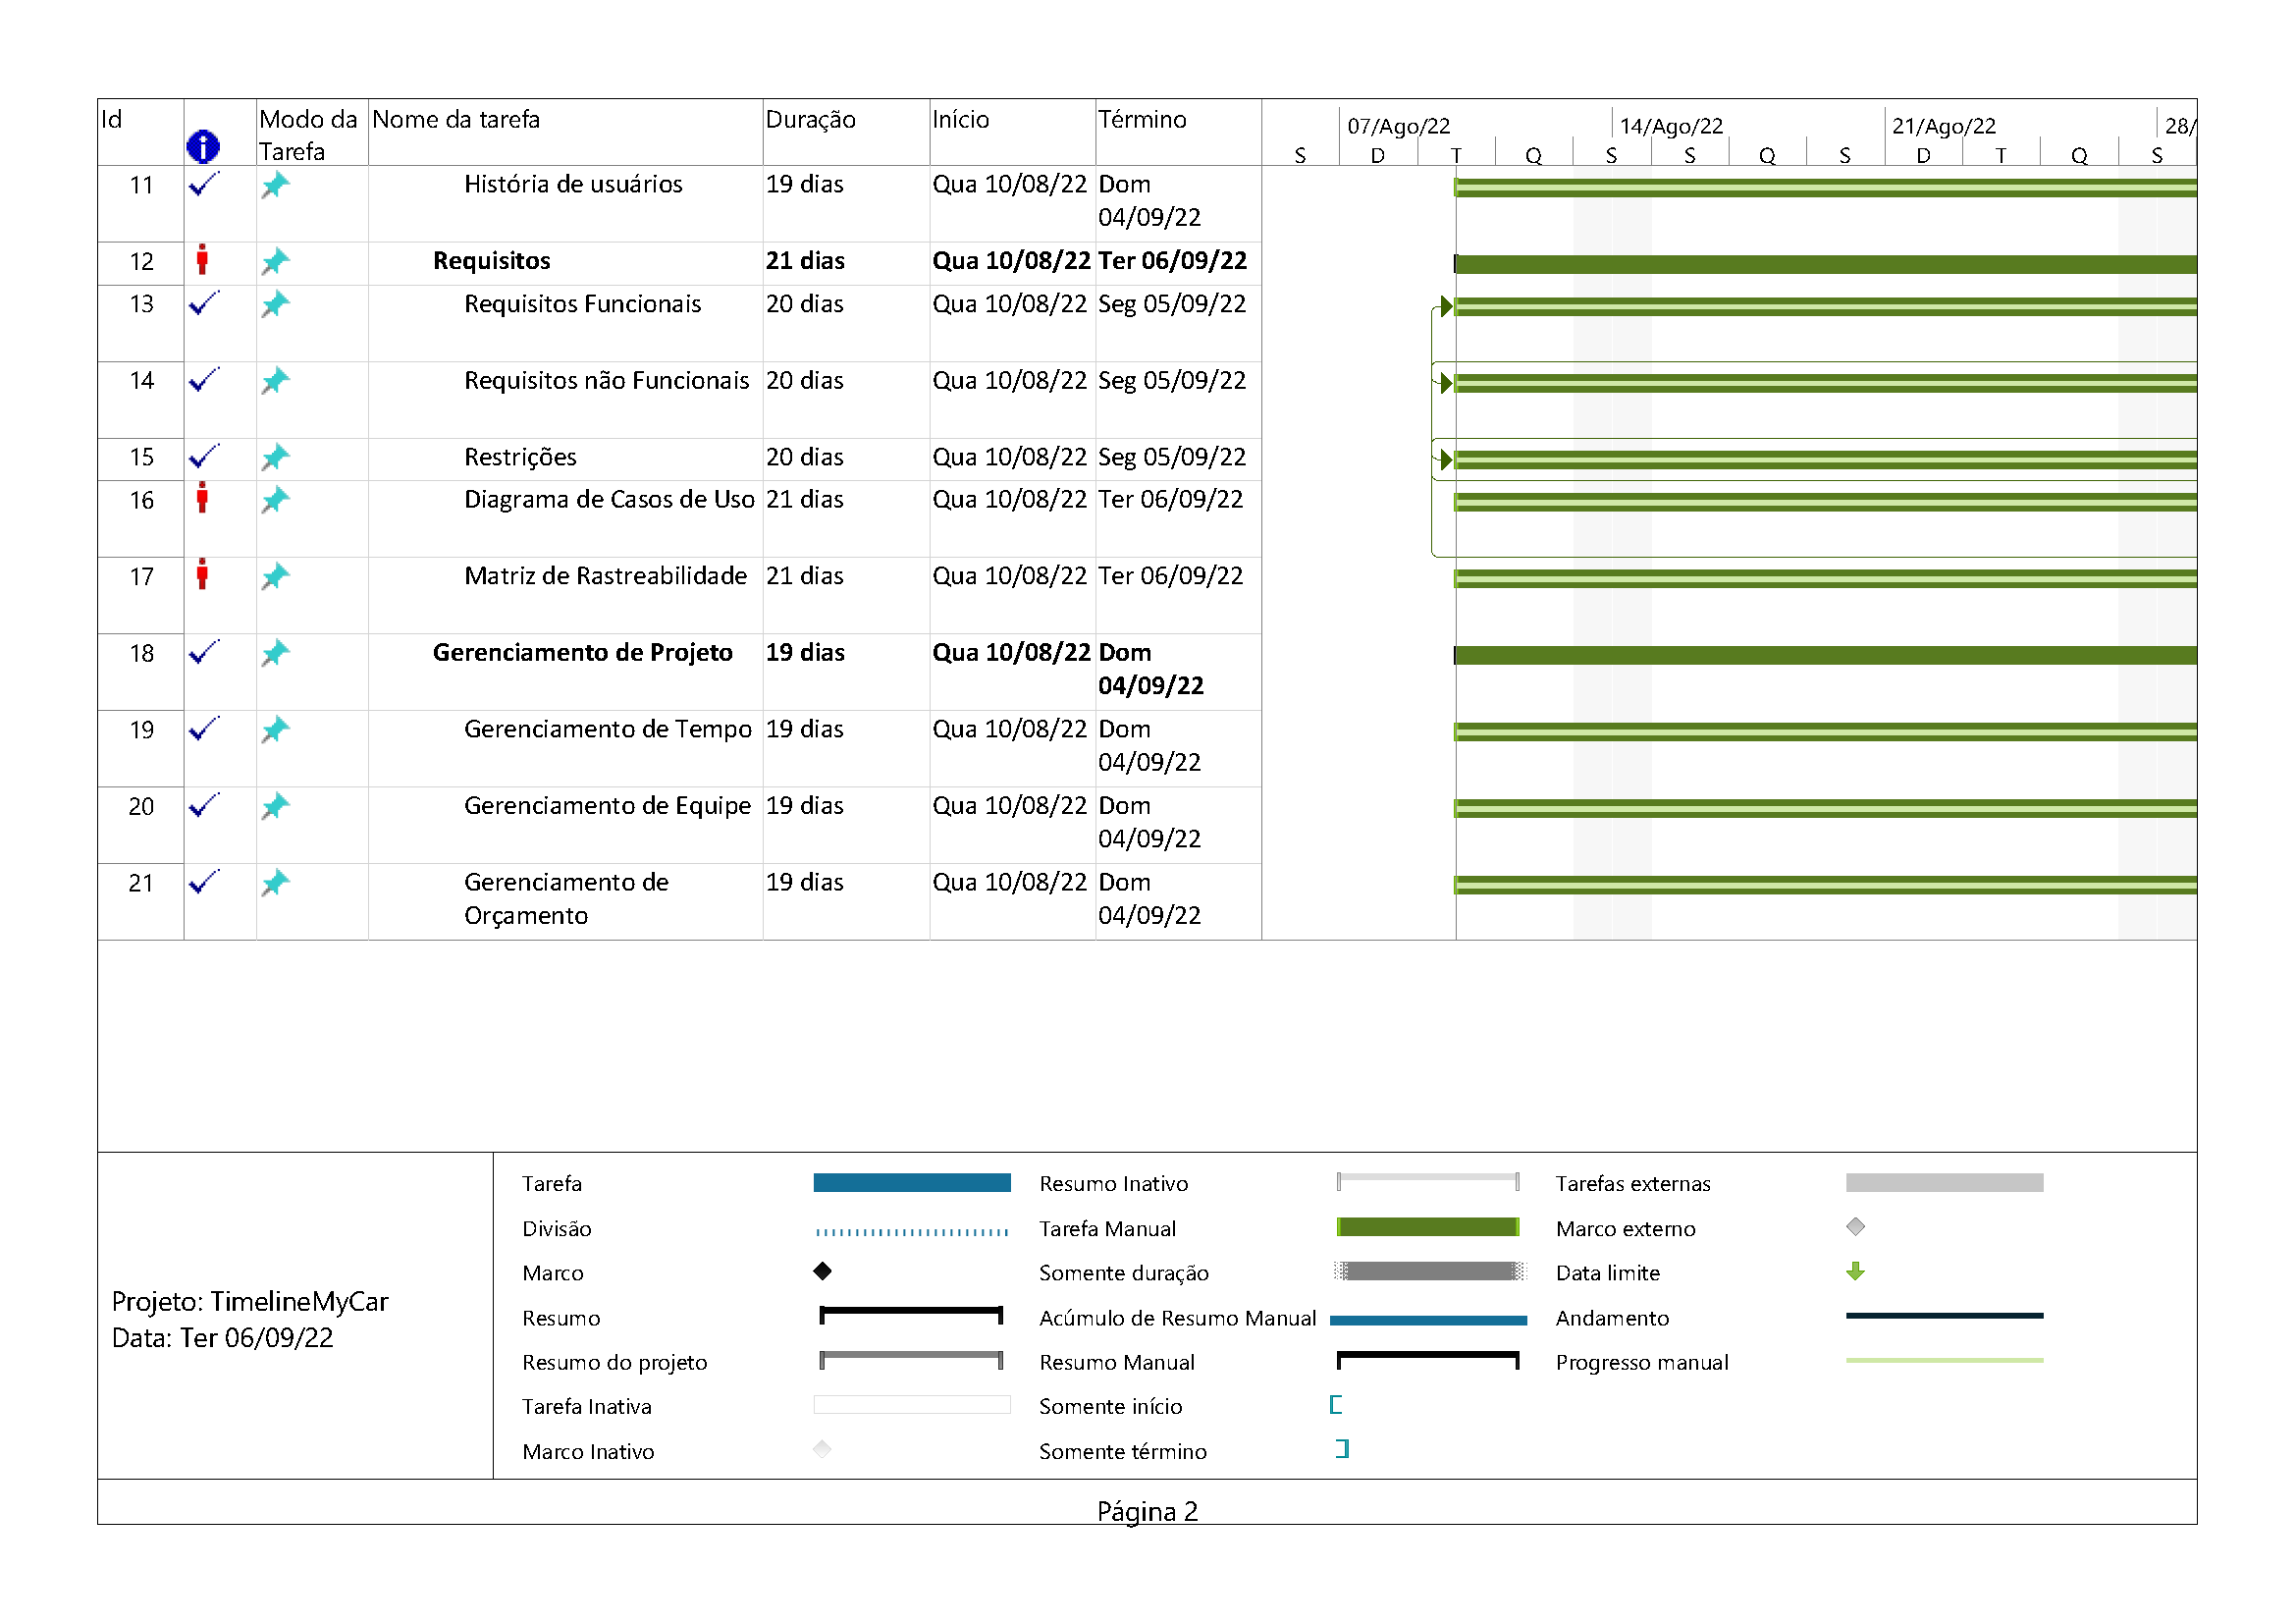 Id Modo da Tarefa Nome da tarefa Duração Início Término
07/Ago/22 14/Ago/22 21/Ago/22 28/
S D T Q S S Q S D T Q S
11 História de usuários 19 dias Qua 10/08/22 Dom 04/09/22
12 Requisitos 21 dias Qua 10/08/22 Ter 06/09/22
13 Requisitos Funcionais 20 dias Qua 10/08/22 Seg 05/09/22
14 Requisitos não Funcionais 20 dias Qua 10/08/22 Seg 05/09/22
15 Restrições 20 dias Qua 10/08/22 Seg 05/09/22
16 Diagrama de Casos de Uso 21 dias Qua 10/08/22 Ter 06/09/22
17 Matriz de Rastreabilidade 21 dias Qua 10/08/22 Ter 06/09/22
18 Gerenciamento de Projeto 19 dias Qua 10/08/22 Dom 04/09/22
19 Gerenciamento de Tempo 19 dias Qua 10/08/22 Dom 04/09/22
20 Gerenciamento de Equipe 19 dias Qua 10/08/22 Dom 04/09/22
21 Gerenciamento de Orçamento 19 dias Qua 10/08/22 Dom 04/09/22
Projeto: TimelineMyCar
Data: Ter 06/09/22
Tarefa
Divisão
Marco
Resumo
Resumo do projeto
Tarefa Inativa
Marco Inativo
Resumo Inativo
Tarefa Manual
Somente duração
Acúmulo de Resumo Manual
Resumo Manual
Somente início
Somente término
Tarefas externas
Marco externo
Data limite
Andamento
Progresso manual
Página 2